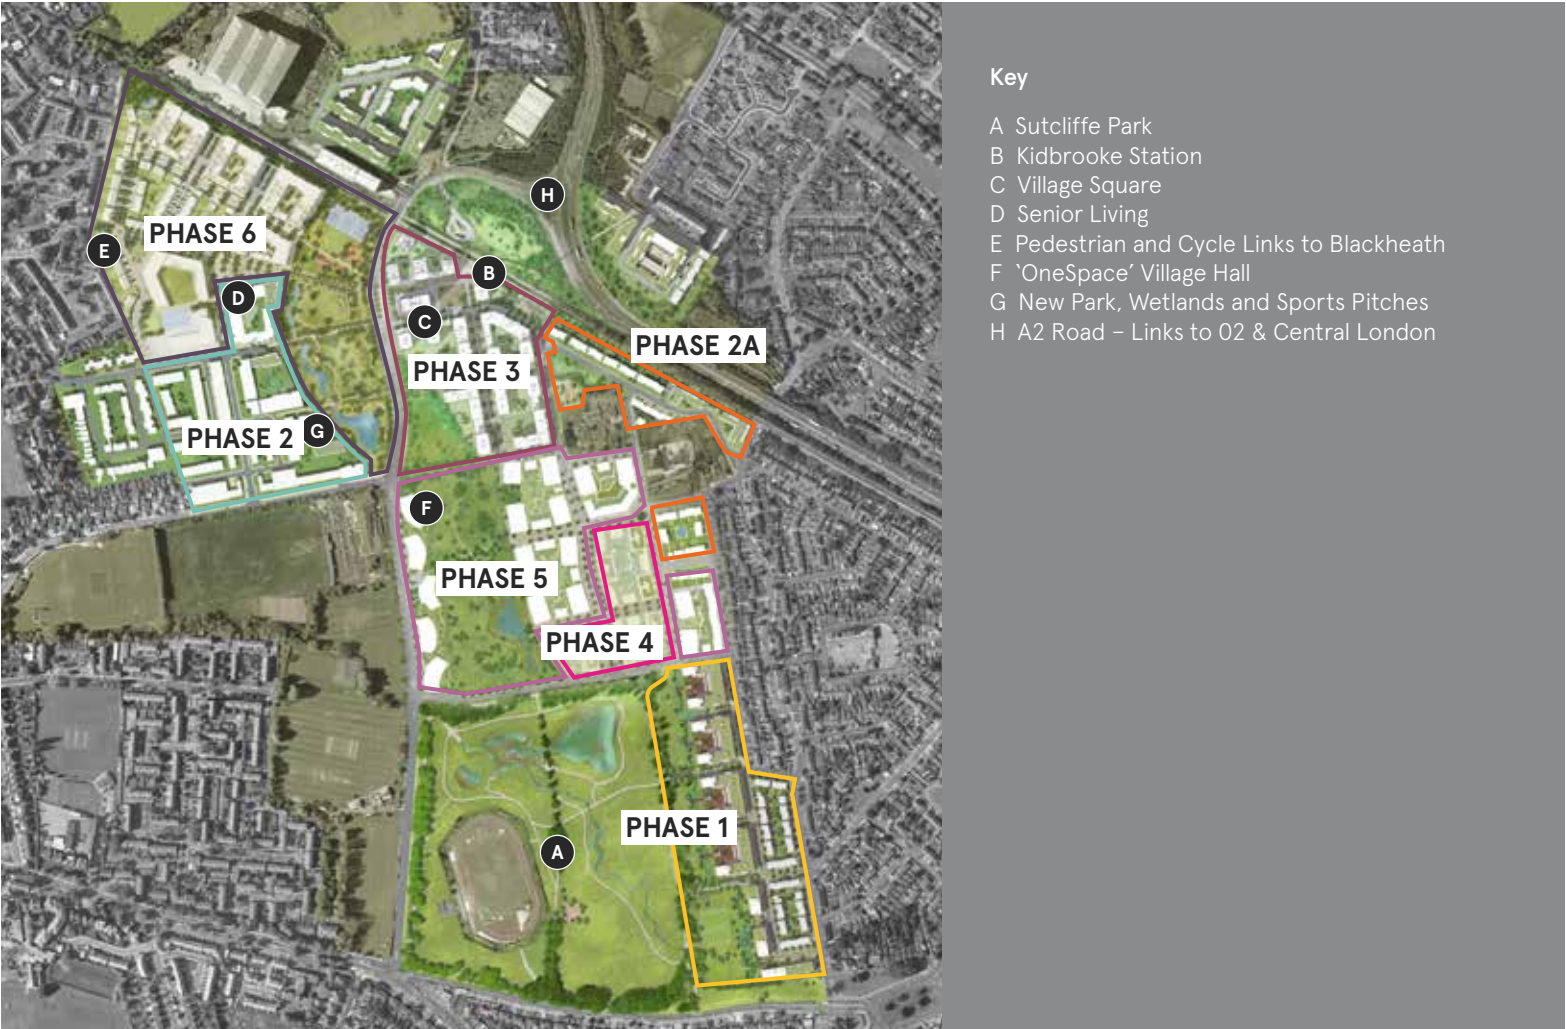 H
PHASE 6
E
B
D
C
PHASE 2A
PHASE 3
PHASE 2
G
F
PHASE 5
PHASE 4
PHASE 1
A
Key
A Sutcliffe Park
B Kidbrooke Station
C Village Square
D Senior Living
E Pedestrian and Cycle Links to Blackheath
F ‘OneSpace’ Village Hall
G New Park, Wetlands and Sports Pitches
H A2 Road – Links to 02 & Central London